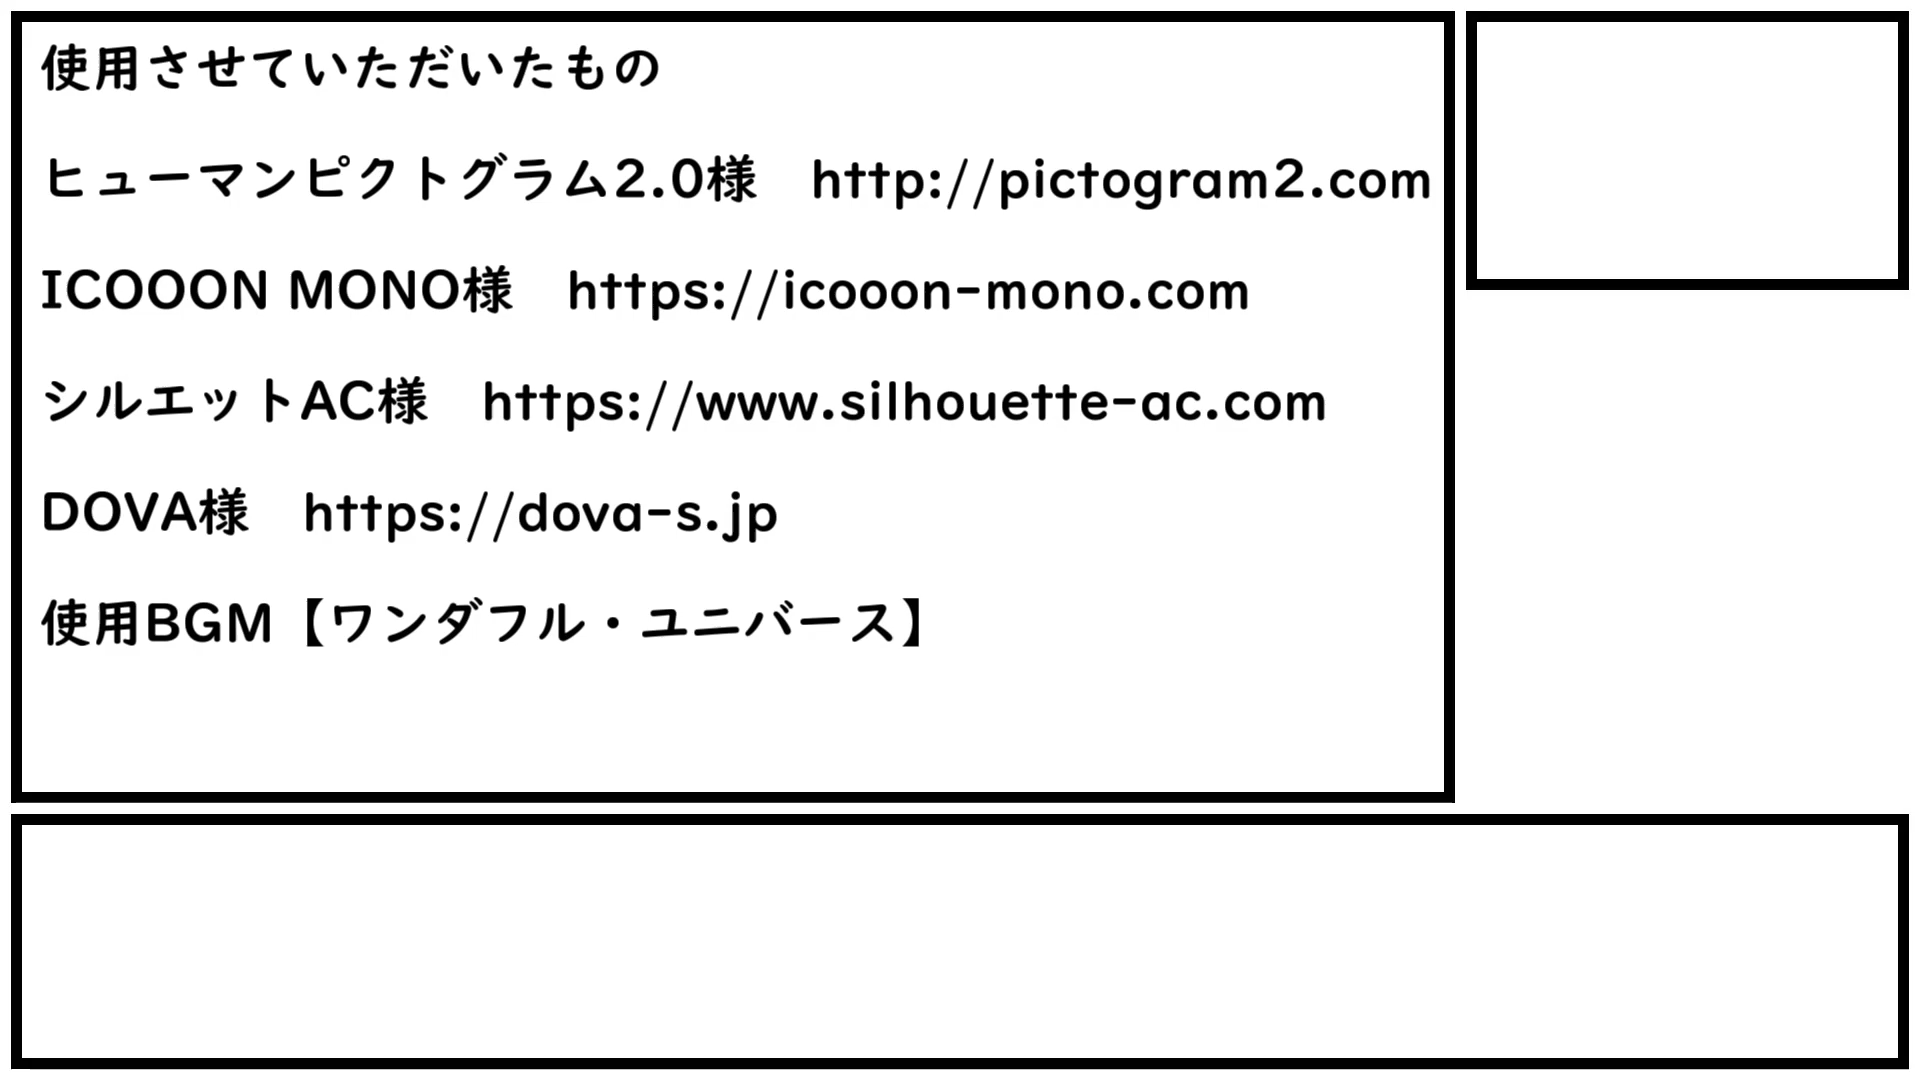 使用させていただいたもの
ヒューマンピクトグラム2.0様　http://pictogram2.com
ICOOON MONO様　https://icooon-mono.com
シルエットAC様　https://www.silhouette-ac.com
DOVA様　https://dova-s.jp
使用BGM【ワンダフル・ユニバース】